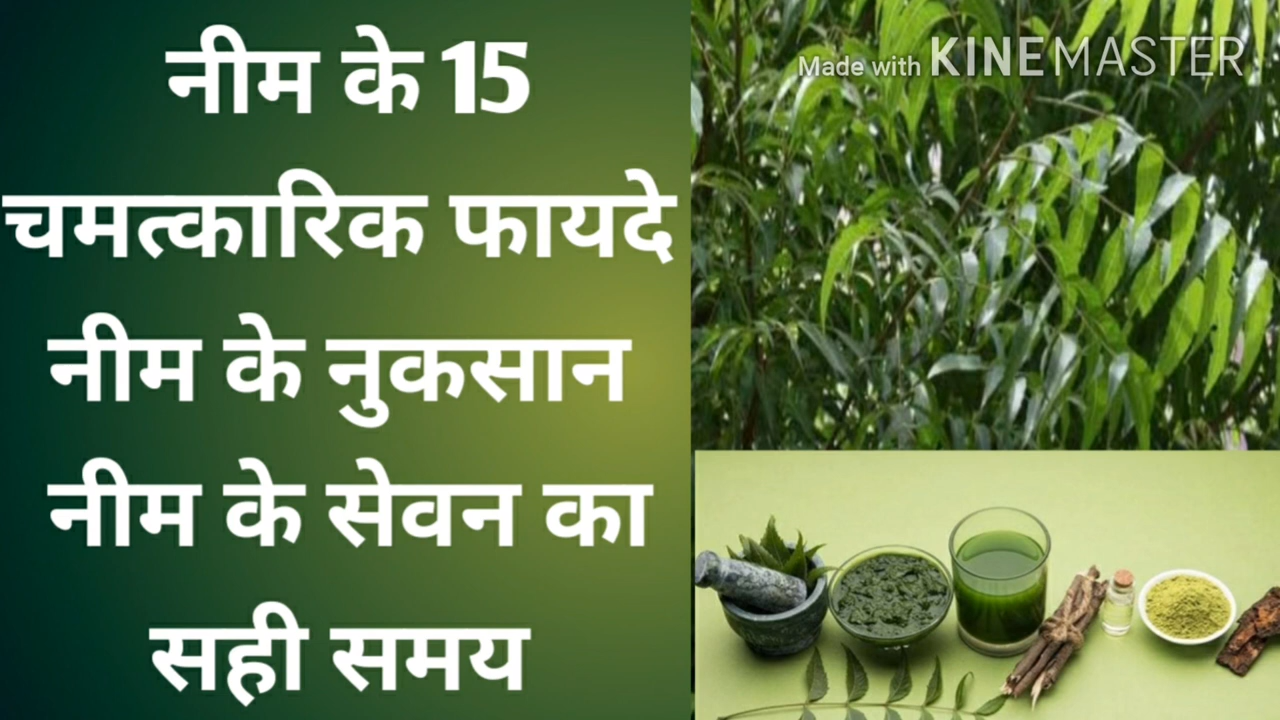 नीम के 15
चमत्कारिक फायदे
नीम के नुकसान
नीम के सेवन का
सही समय
Made with KINEMASTER